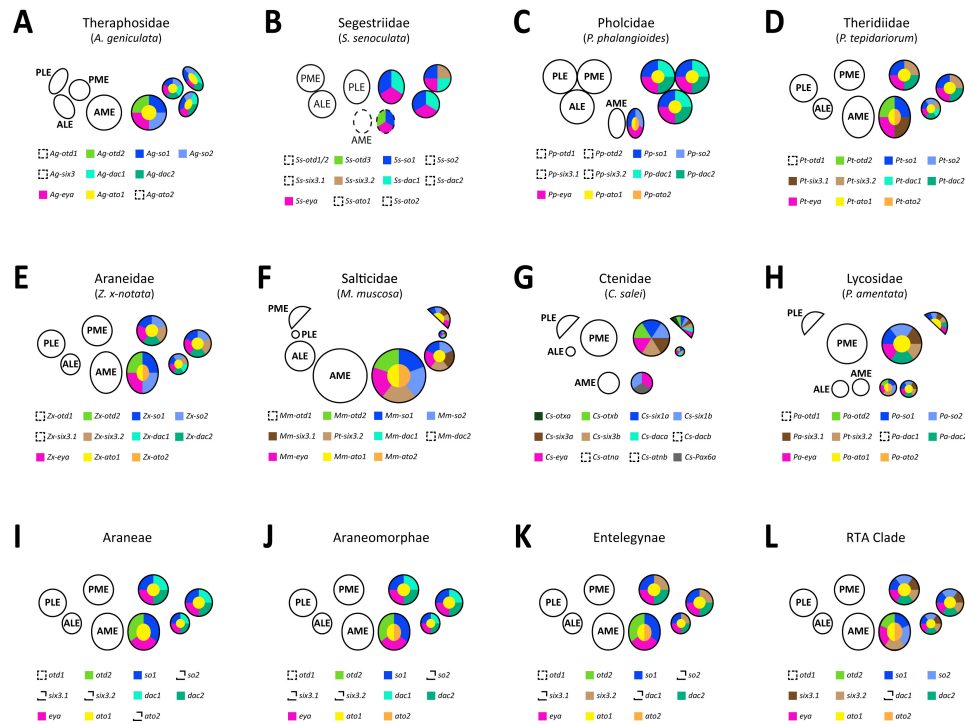 A
Theraphosidae
(A. geniculata)
PLE
PME
ALE
AME
Ag-otd1 Ag-otd2 Ag-so1 Ag-so2
Ag-six3 Ag-dac1 Ag-dac2
Ag-eya Ag-ato1 Ag-ato2
B
Segestriidae
(S. senoculata)
PME
ALE
PLE
AME
Ss-otd1/2 Ss-otd3 Ss-so1 Ss-so2
Ss-six3.1 Ss-six3.2 Ss-dac1 Ss-dac2
Ss-eya Ss-ato1 Ss-ato2
C
Pholcidae
(P. phalangioides)
PLE PME
ALE
AME
Pp-otd1 Pp-otd2 Pp-so1 Pp-so2
Pp-six3.1 Pp-six3.2 Pp-dac1 Pp-dac2
Pp-eya Pp-ato1 Pp-ato2
D
Theridiidae
(P. tepidariorum)
PME
PLE
ALE
AME
Pt-otd1 Pt-otd2 Pt-so1 Pt-so2
Pt-six3.1 Pt-six3.2 Pt-dac1 Pt-dac2
Pt-eya Pt-ato1 Pt-ato2
E
Araneidae
(Z. x-notata)
PME
PLE
ALE
AME
Zx-otd1 Zx-otd2 Zx-so1 Zx-so2
Zx-six3.1 Zx-six3.2 Zx-dac1 Zx-dac2
Zx-eya Zx-ato1 Zx-ato2
F
Salticidae
(M. muscosa)
PME
PLE
ALE
AME
Mm-otd1 Mm-otd2 Mm-so1 Mm-so2
Mm-six3.1 Pt-six3.2 Mm-dac1 Mm-dac2
Mm-eya Mm-ato1 Mm-ato2
G
Ctenidae
(C. salei)
PLE
PME
ALE
AME
Cs-otxa Cs-otxb Cs-six1a Cs-six1b
Cs-six3a Cs-six3b Cs-daca Cs-dacb
Cs-eya Cs-atna Cs-atnb Cs-Pax6a
H
Lycosidae
(P. amentata)
PLE
PME
AME
ALE
Pa-otd1 Pa-otd2 Pa-so1 Pa-so2
Pa-six3.1 Pt-six3.2 Pa-dac1 Pa-dac2
Pa-eya Pa-ato1 Pa-ato2
I
Araneae
PME
PLE
ALE
AME
otd1 otd2 so1 so2
six3.1 six3.2 dac1 dac2
eya ato1 ato2
J
Araneomorphae
PME
PLE
ALE
AME
otd1 otd2 so1 so2
six3.1 six3.2 dac1 dac2
eya ato1 ato2
K
Entelegynae
PME
PLE
ALE
AME
otd1 otd2 so1 so2
six3.1 six3.2 dac1 dac2
eya ato1 ato2
L
RTA Clade
PME
PLE
ALE
AME
otd1 otd2 so1 so2
six3.1 six3.2 dac1 dac2
eya ato1 ato2